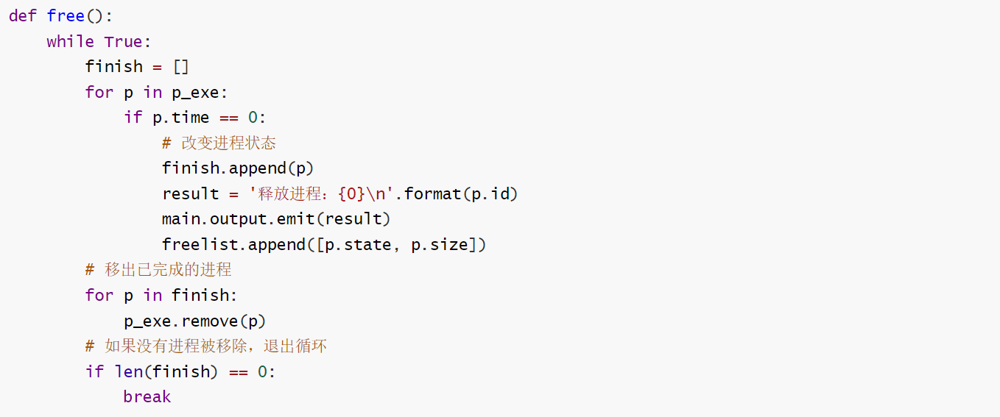 def free():
    while True:
        finish = []
        for p in p_exe:
            if p.time == 0:
                # 改变进程状态
                finish.append(p)
                result = '释放进程：{0}\n'.format(p.id)
                main.output.emit(result)
                freelist.append([p.state, p.size])
        # 移出已完成的进程
        for p in finish:
            p_exe.remove(p)
        # 如果没有进程被移除，退出循环
        if len(finish) == 0:
            break